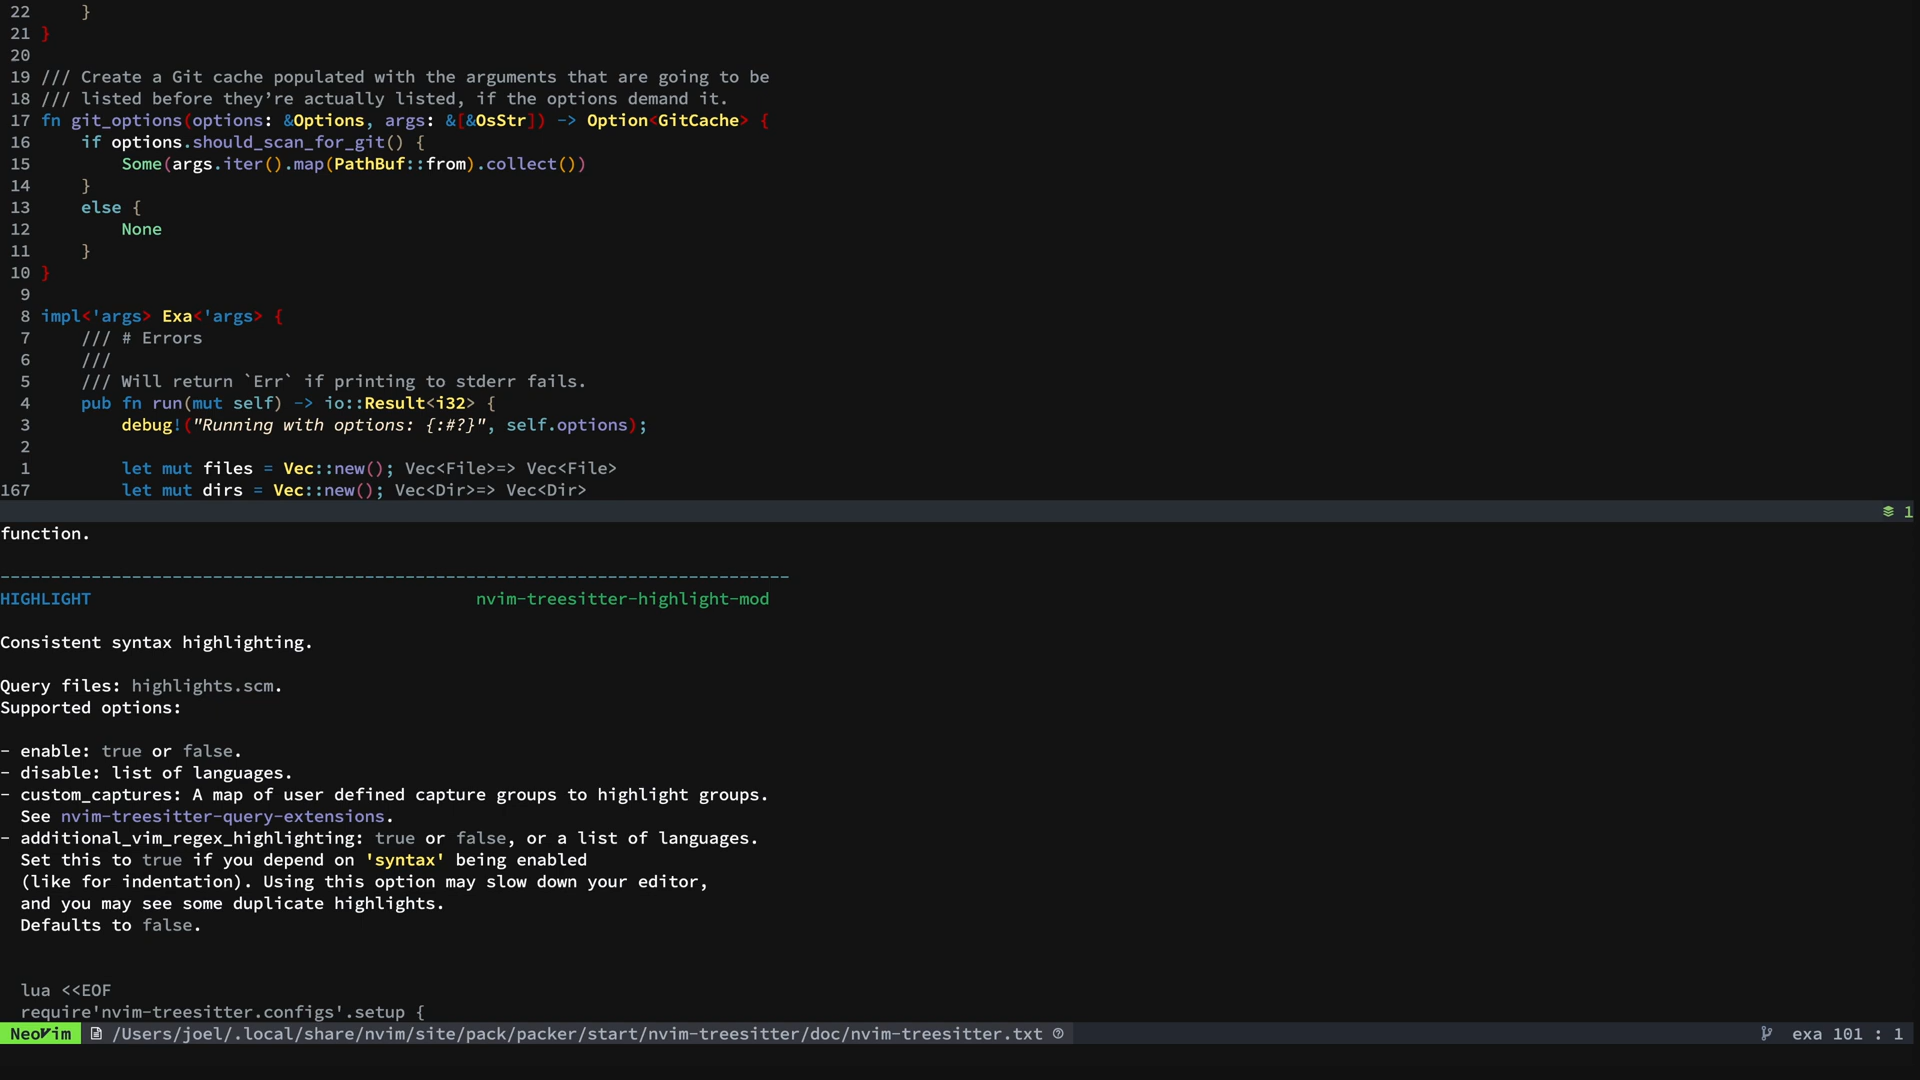 22     }
21 }
20
19 /// Create a Git cache populated with the arguments that are going to be
18 /// listed before they’re actually listed, if the options demand it.
17 fn git_options(options: &Options, args: &[&OsStr]) -> Option<GitCache> {
16     if options.should_scan_for_git() {
15         Some(args.iter().map(PathBuf::from).collect())
14     }
13     else {
12         None
11     }
10 }
9
8 impl<'args> Exa<'args> {
7     /// # Errors
6     ///
5     /// Will return `Err` if printing to stderr fails.
4     pub fn run(mut self) -> io::Result<i32> {
3         debug!("Running with options: {:#?}", self.options);
2
1         let mut files = Vec::new(); Vec<File>=> Vec<File>
167         let mut dirs = Vec::new(); Vec<Dir>=> Vec<Dir>
1
function.
------------------------------------------------------------------------------
HIGHLIGHT                                      nvim-treesitter-highlight-mod
Consistent syntax highlighting.
Query files: highlights.scm.
Supported options:
- enable: true or false.
- disable: list of languages.
- custom_captures: A map of user defined capture groups to highlight groups.
  See nvim-treesitter-query-extensions.
- additional_vim_regex_highlighting: true or false, or a list of languages.
  Set this to true if you depend on 'syntax' being enabled
  (like for indentation). Using this option may slow down your editor,
  and you may see some duplicate highlights.
  Defaults to false.
  lua <<EOF
  require'nvim-treesitter.configs'.setup {
NeoVim /Users/joel/.local/share/nvim/site/pack/packer/start/nvim-treesitter/doc/nvim-treesitter.txt exa 101 : 1